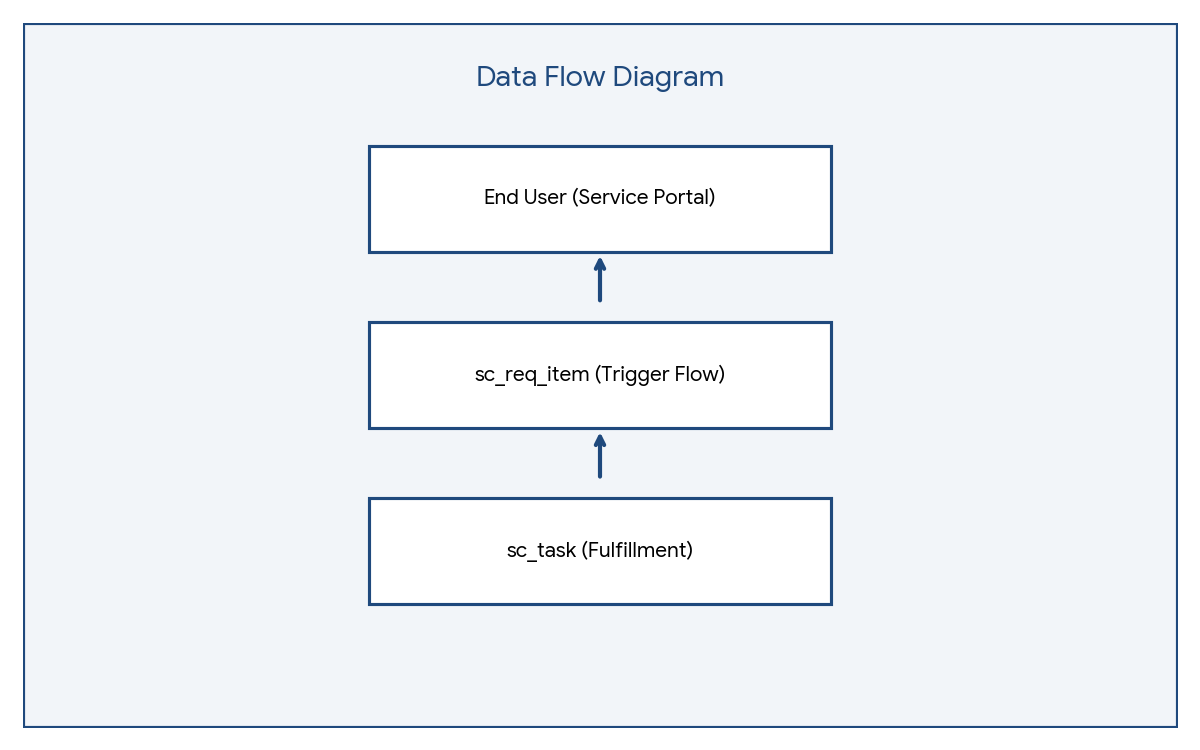 Data Flow Diagram
End User (Service Portal)
sc_req_item (Trigger Flow)
sc_task (Fulfillment)